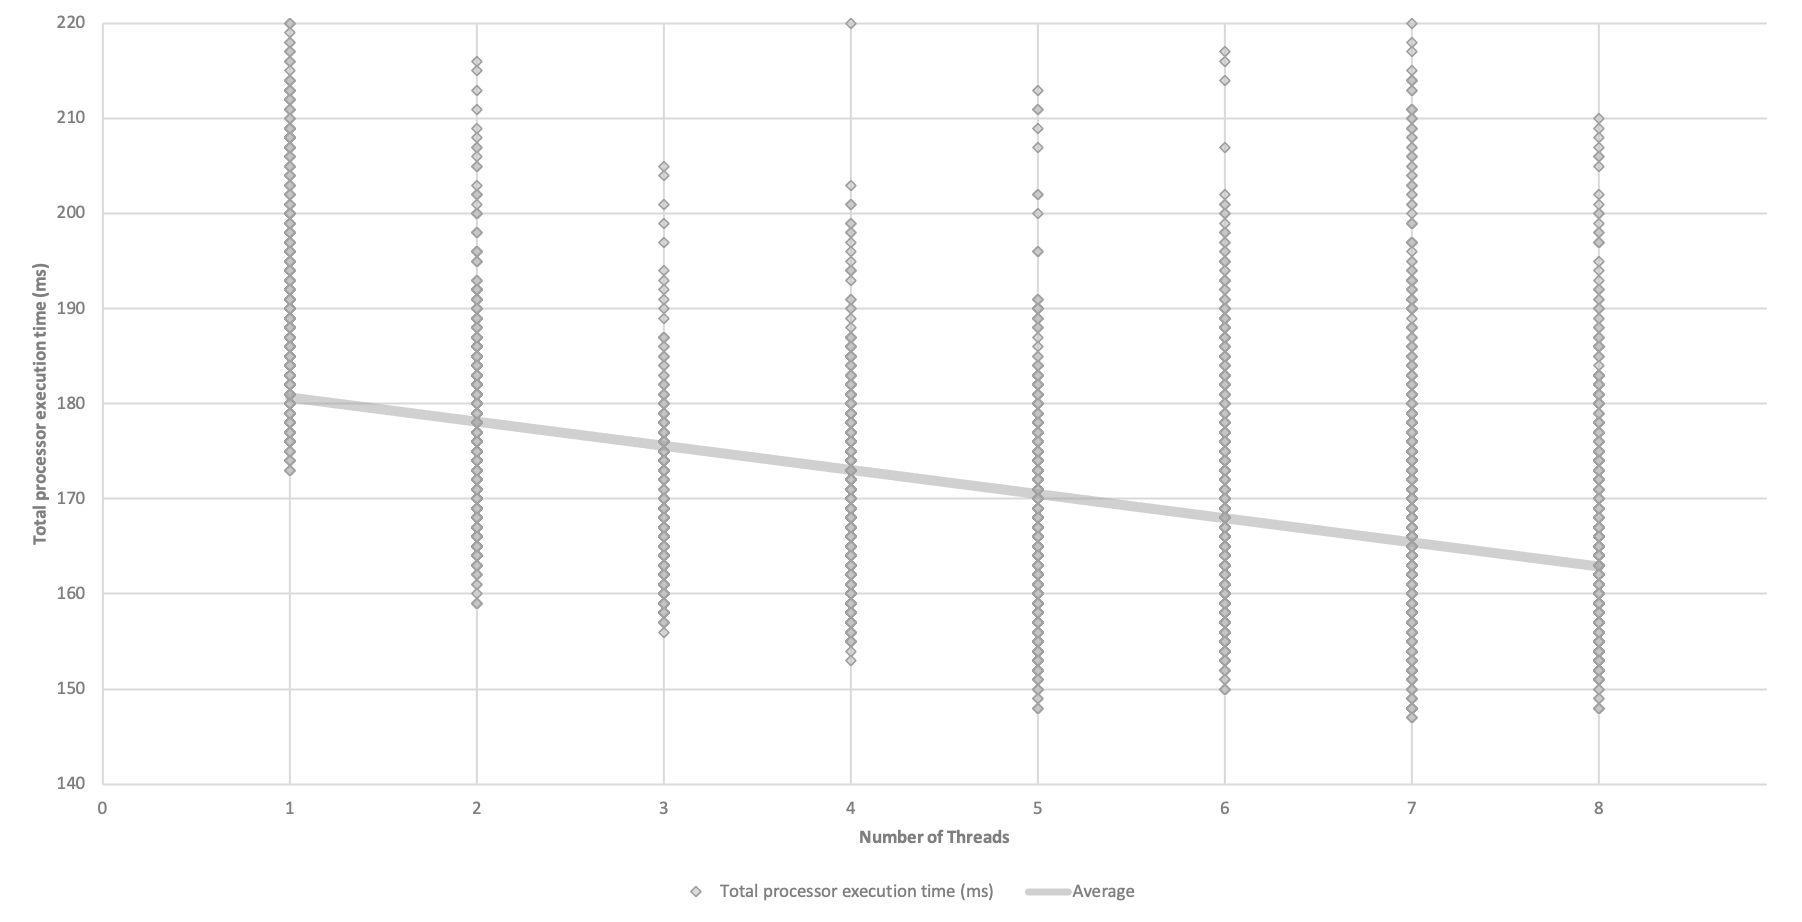 220
210
200
190
180
170
160
150
140
Total processor execution time (ms)
0 1 2 3 4 5 6 7 8
Number of Threads
Total processor execution time (ms) Average